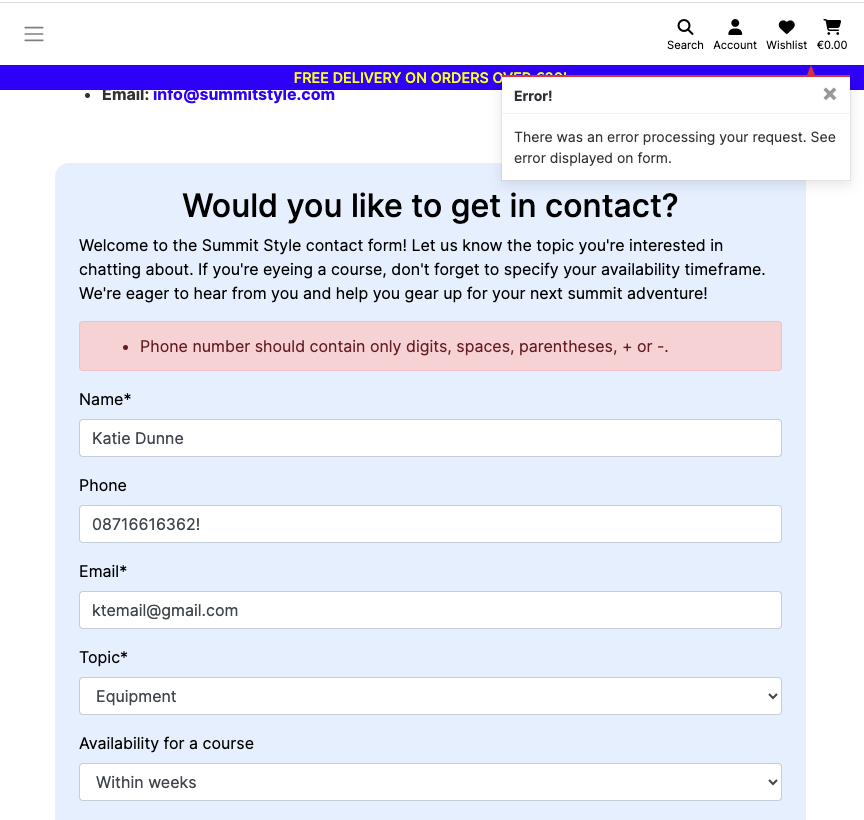 Search Account Wishlist €0.00
FREE DELIVERY ON ORDERS OVER €80!
Email: info@summitstyle.com
Error!
There was an error processing your request. See
error displayed on form.
Would you like to get in contact?
Welcome to the Summit Style contact form! Let us know the topic you're interested in
chatting about. If you're eyeing a course, don't forget to specify your availability timeframe.
We're eager to hear from you and help you gear up for your next summit adventure!
Phone number should contain only digits, spaces, parentheses, + or -.
Name*
Katie Dunne
Phone
08716616362!
Email*
ktemail@gmail.com
Topic*
Equipment
Availability for a course
Within weeks